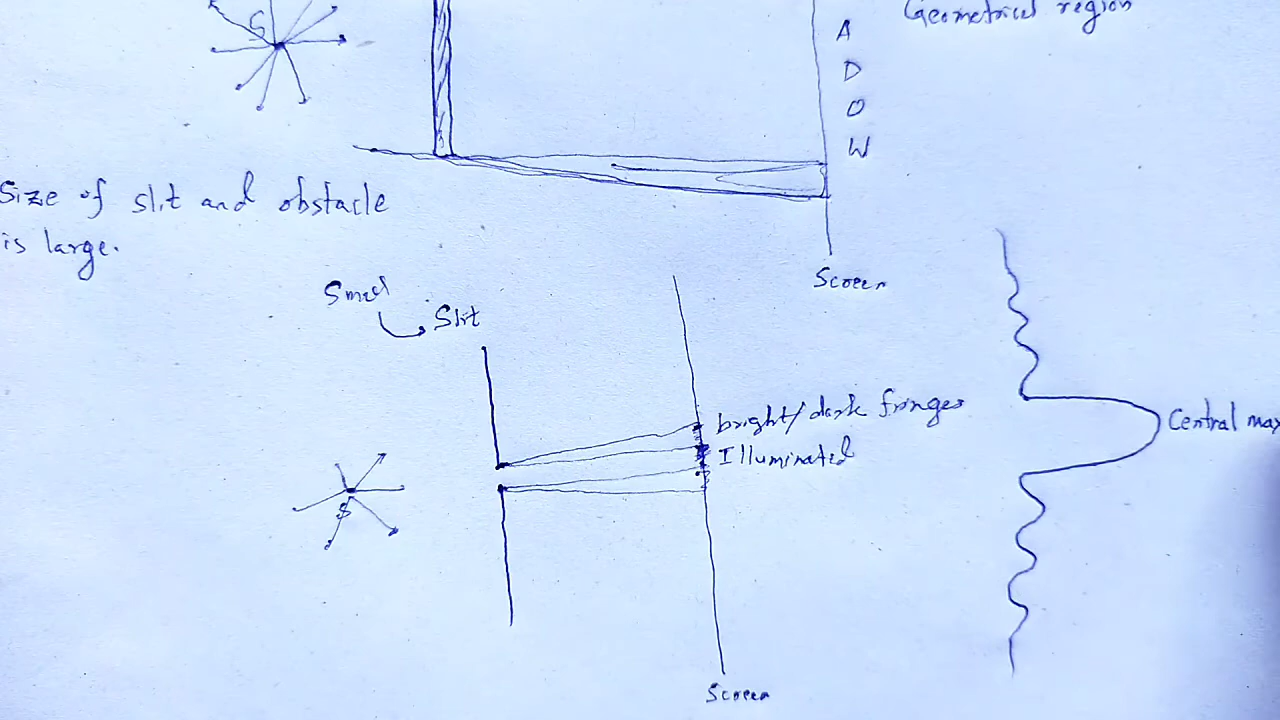 S
Geometrical region
A
D
O
W
Size of slit and obstacle
is large.
Screen
Small
Slit
bright/dark fringes
Illuminated
Central max
S
Screen